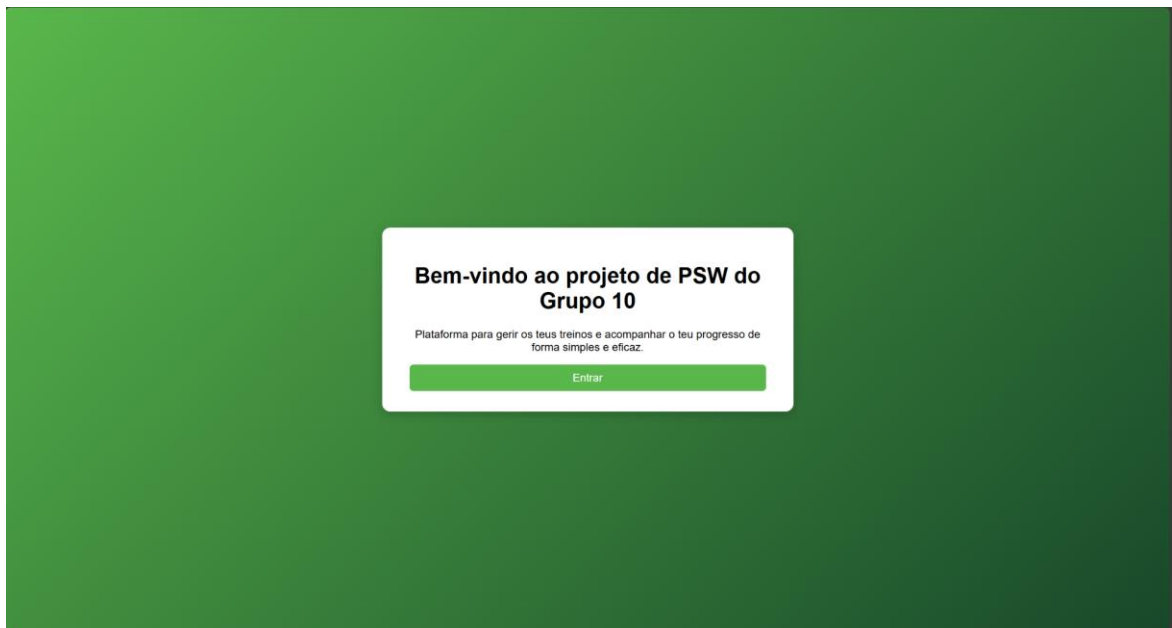 Bem-vindo ao projeto de PSW do
Grupo 10
Plataforma para gerir os teus treinos e acompanhar o teu progresso de
forma simples e eficaz.
Entrar